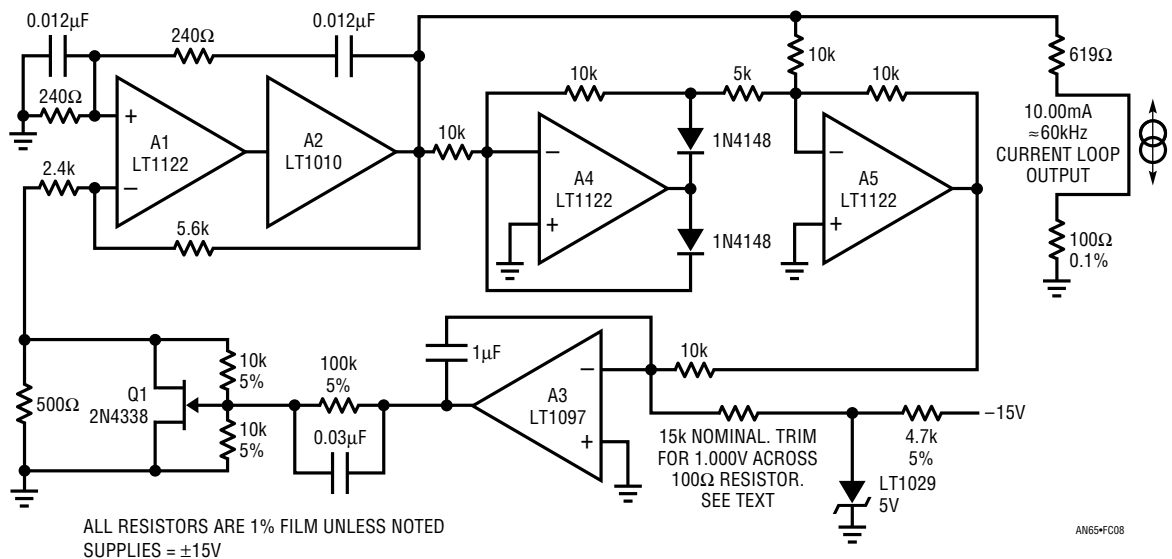 0.012µF
240Ω
0.012µF
240Ω
+
–
A1
LT1122
A2
LT1010
2.4k
5.6k
10k
10k
5k
1N4148
1N4148
–
+
A4
LT1122
10k
10k
–
+
A5
LT1122
619Ω
10.00mA
≈60kHz
CURRENT LOOP
OUTPUT
100Ω
0.1%
500Ω
Q1
2N4338
10k
5%
10k
5%
100k
5%
0.03µF
1µF
A3
LT1097
–
+
10k
15k NOMINAL. TRIM
FOR 1.000V ACROSS
100Ω RESISTOR.
SEE TEXT
4.7k
5%
–15V
LT1029
5V
ALL RESISTORS ARE 1% FILM UNLESS NOTED
SUPPLIES = ±15V
AN65•FC08